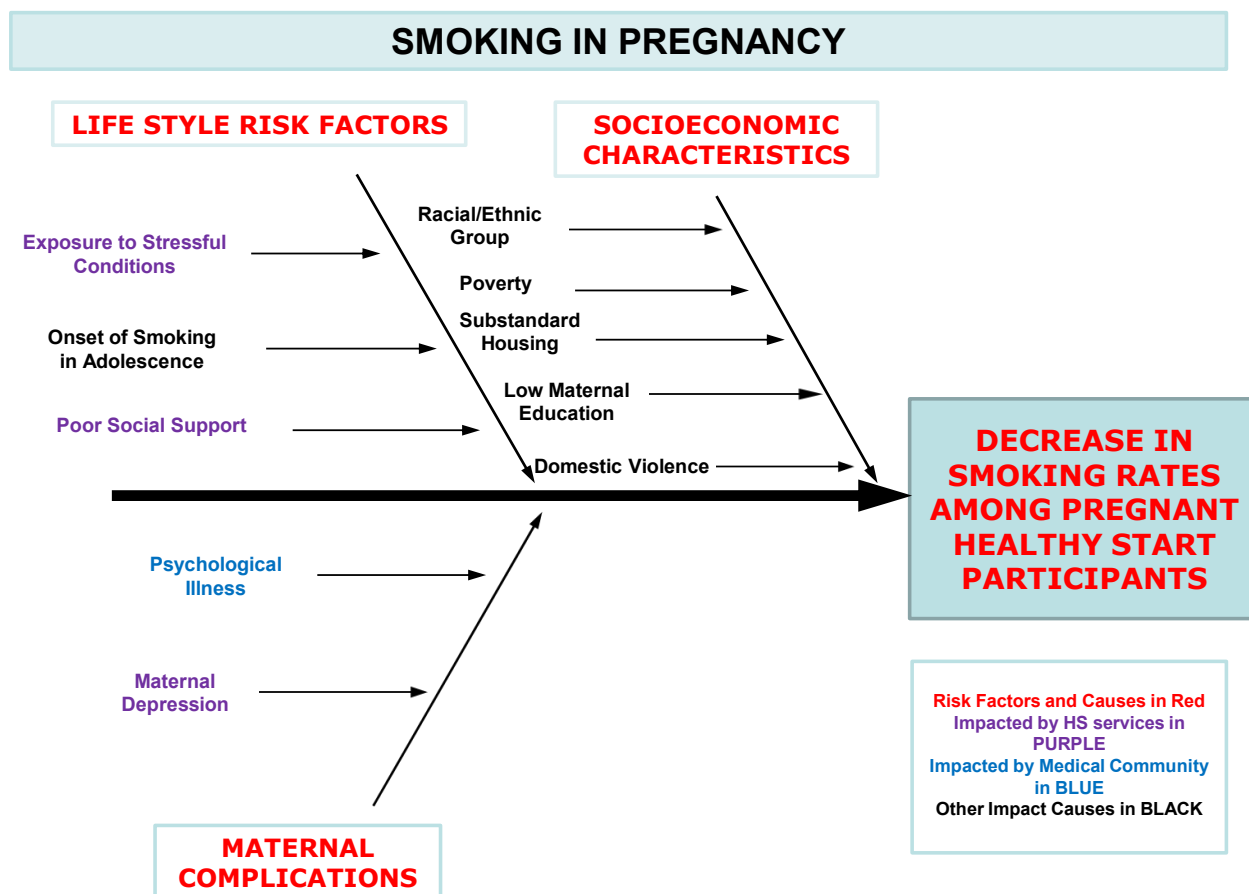 SMOKING IN PREGNANCY
LIFE STYLE RISK FACTORS
SOCIOECONOMIC
CHARACTERISTICS
Exposure to Stressful
Conditions
Onset of Smoking
in Adolescence
Poor Social Support
Racial/Ethnic
Group
Poverty
Substandard
Housing
Low Maternal
Education
Domestic Violence
DECREASE IN
SMOKING RATES
AMONG PREGNANT
HEALTHY START
PARTICIPANTS
Psychological
Illness
Maternal
Depression
MATERNAL
COMPLICATIONS
Risk Factors and Causes in Red
Impacted by HS services in
PURPLE
Impacted by Medical Community
in BLUE
Other Impact Causes in BLACK